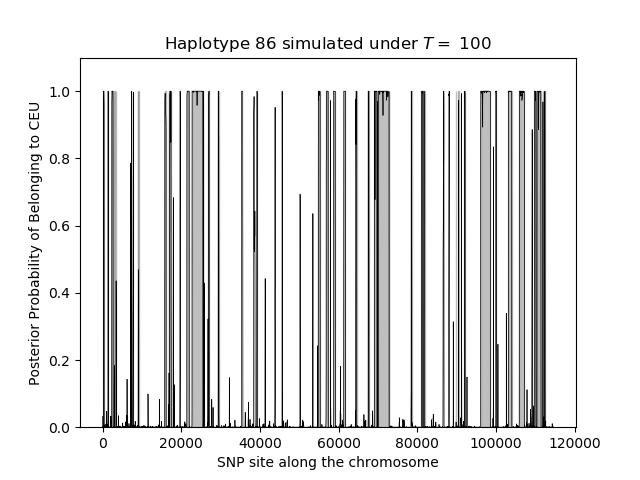 Haplotype 86 simulated under T = 100
Posterior Probability of Belonging to CEU
1.0
0.8
0.6
0.4
0.2
0.0
0 20000 40000 60000 80000 100000 120000
SNP site along the chromosome